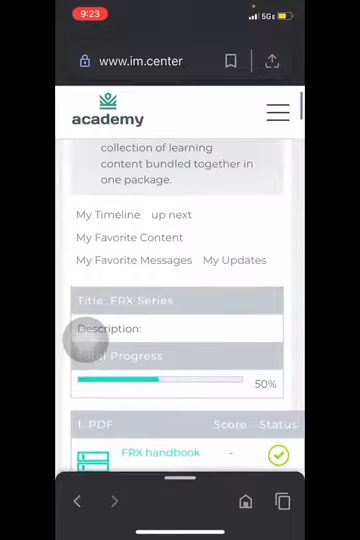 9:23
5GE
www.im.center
academy
collection of learning
content bundled together in
one package.
My Timeline up next
My Favorite Content
My Favorite Messages My Updates
Title: FRX Series
Description:
Total Progress
50%
1. PDF Score Status
FRX handbook -